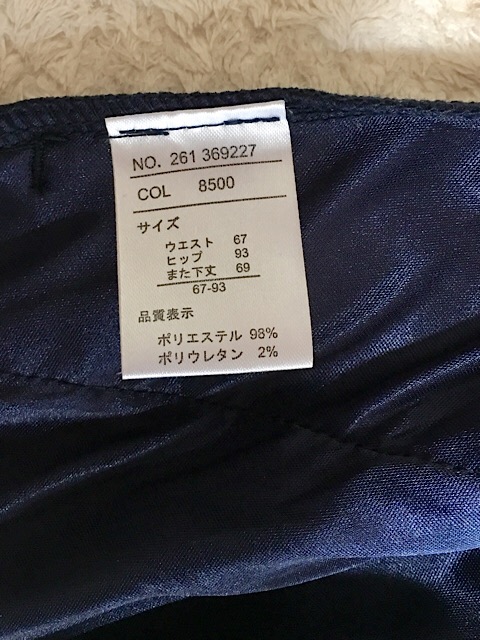 NO. 261 369227
COL 8500
サイズ
ウエスト 67
ヒップ 93
また下丈 69
67-93
品質表示
ポリエステル 98%
ポリウレタン 2%